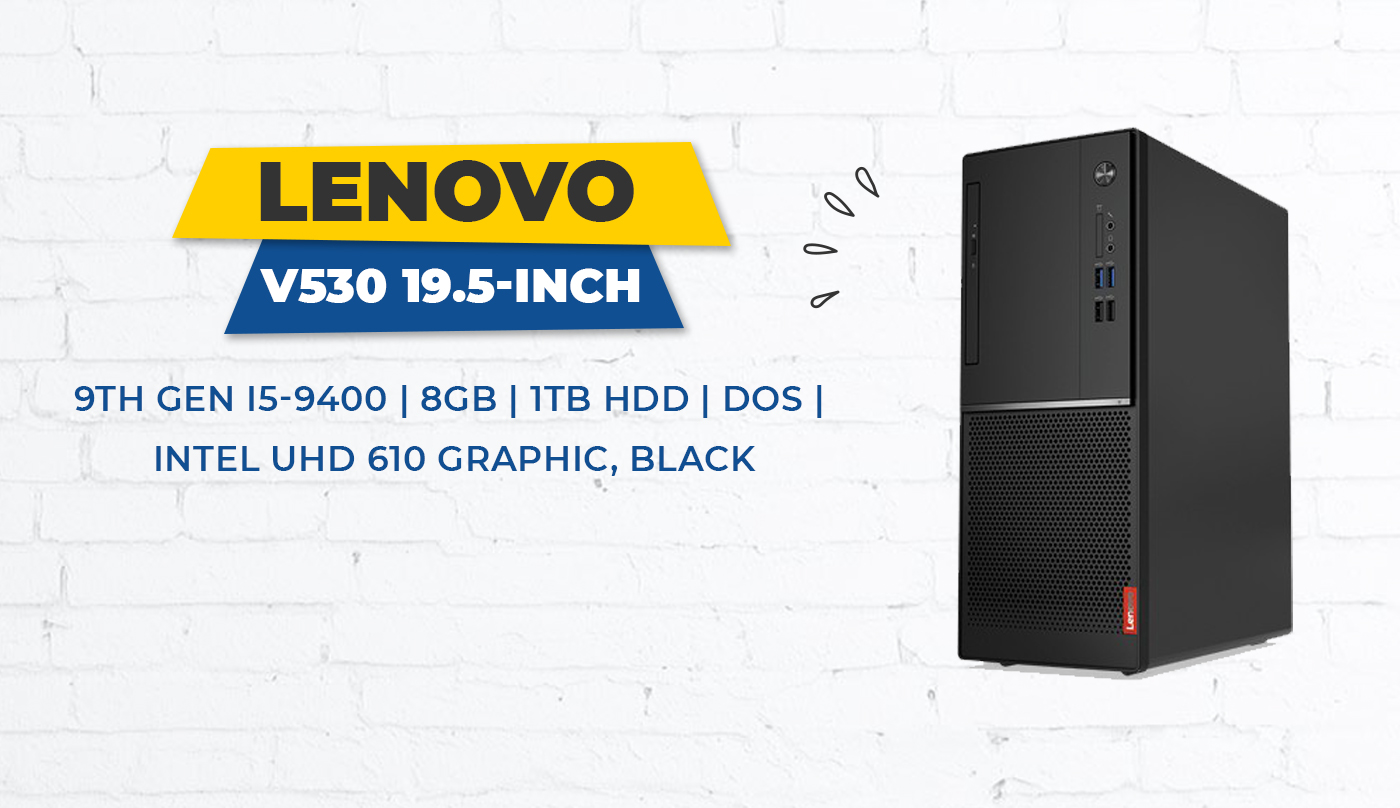 LENOVO
V530 19.5-INCH
9TH GEN I5-9400 | 8GB | 1TB HDD | DOS |
INTEL UHD 610 GRAPHIC, BLACK
Lenovo